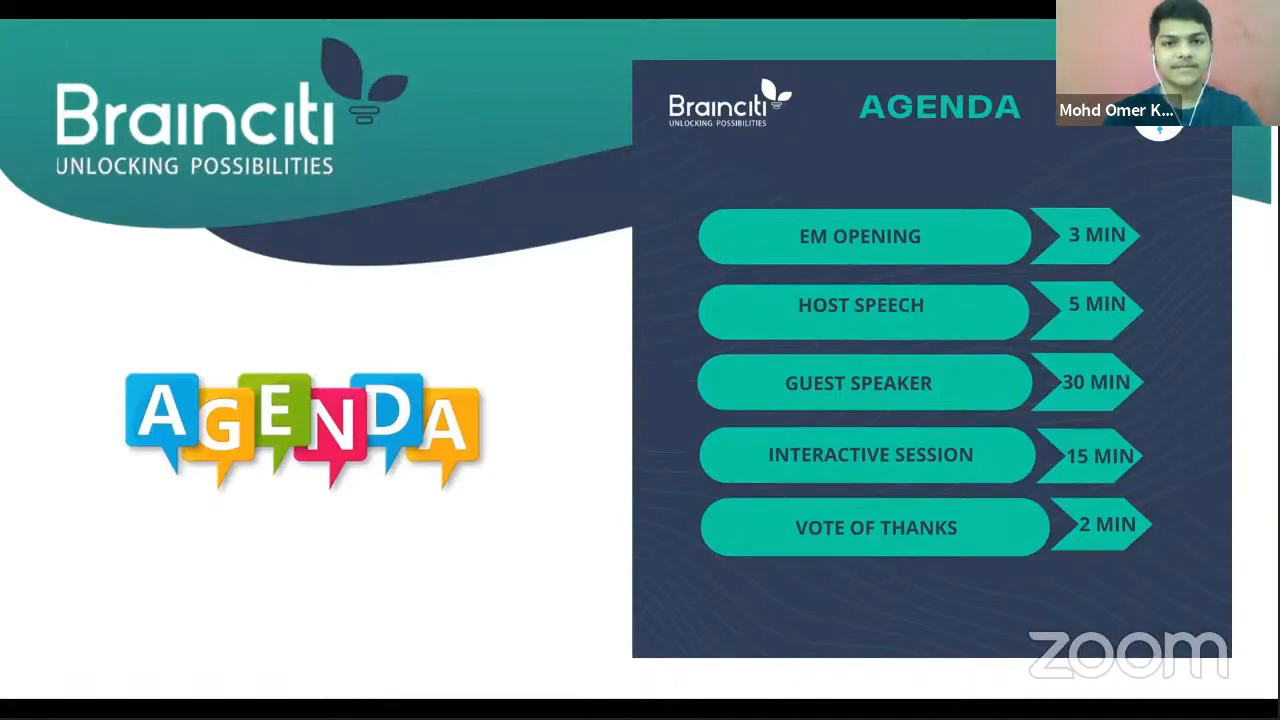 Brainciti
UNLOCKING POSSIBILITIES
AGENDA
Brainciti
UNLOCKING POSSIBILITIES
AGENDA
Mohd Omer K...
EM OPENING
3 MIN
HOST SPEECH
5 MIN
GUEST SPEAKER
30 MIN
INTERACTIVE SESSION
15 MIN
VOTE OF THANKS
2 MIN
zoom